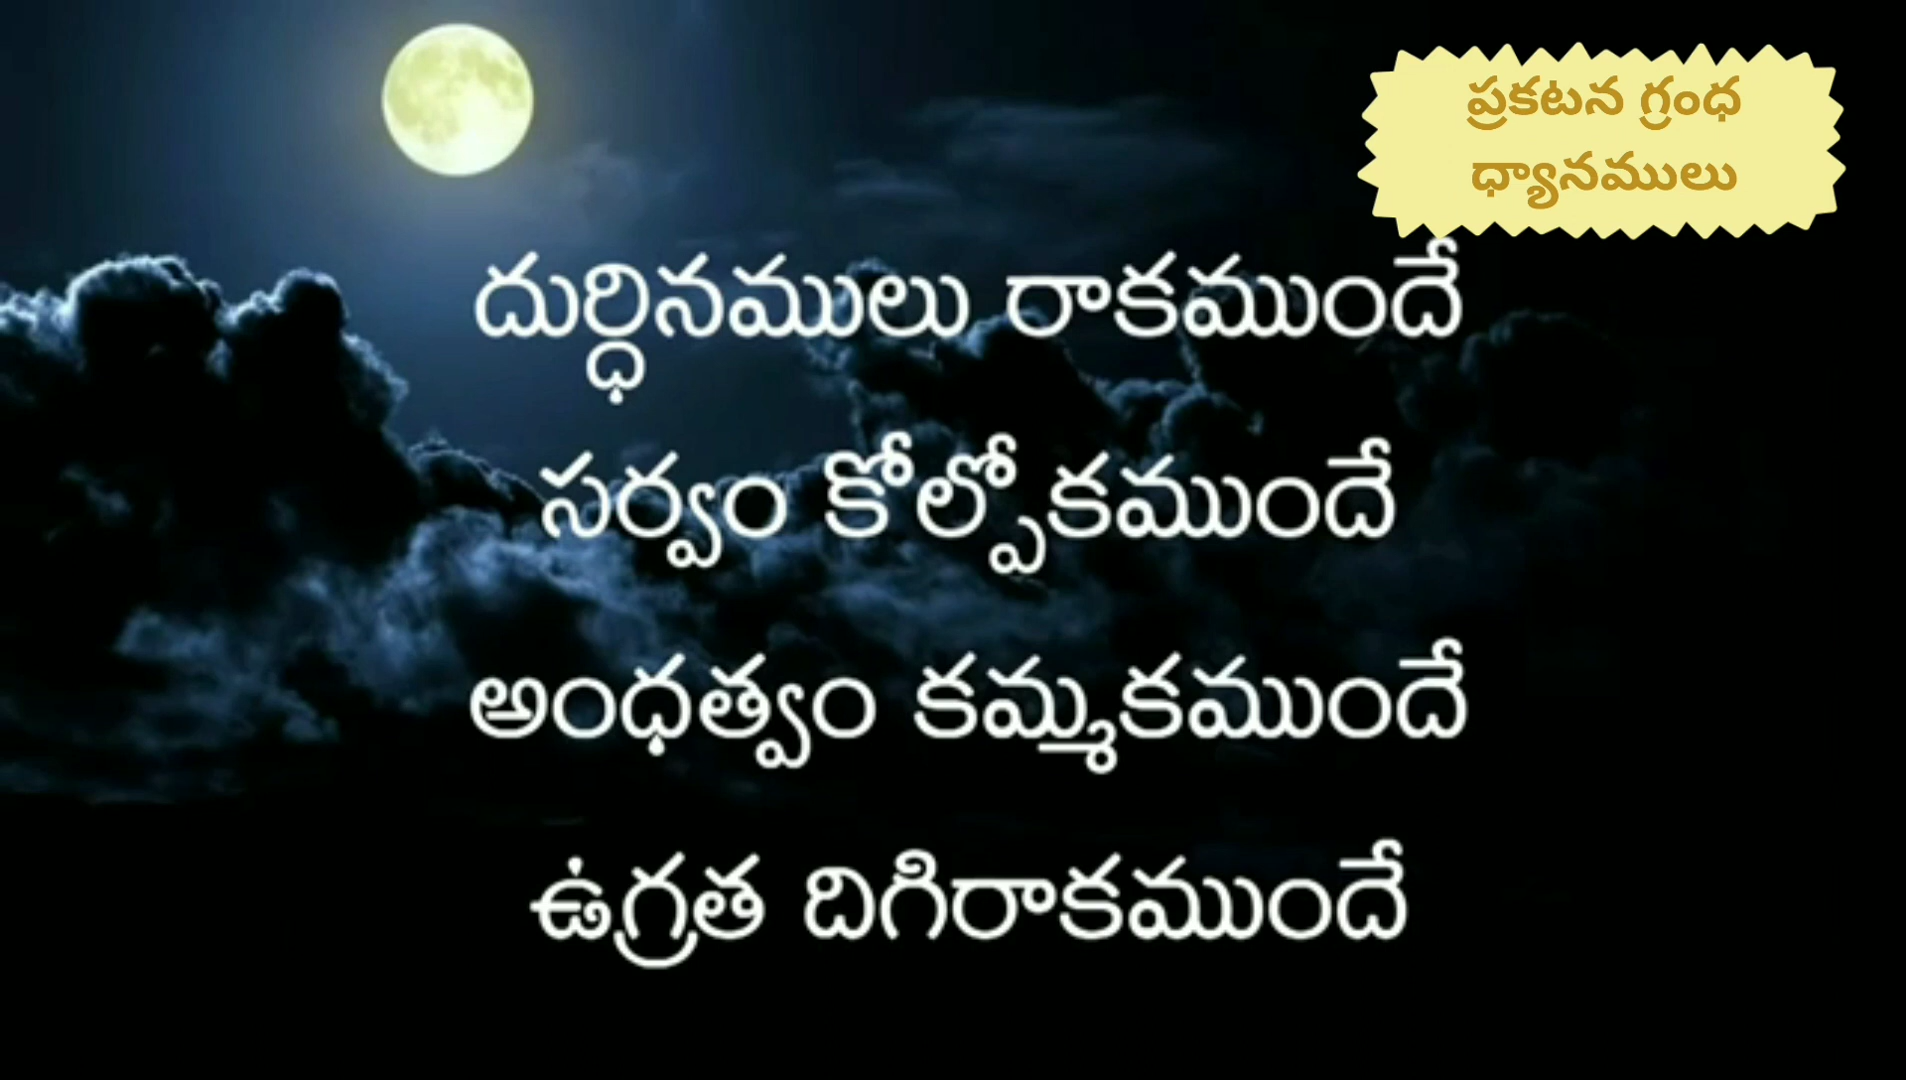 ప్రకటన గ్రంధ
ధ్యానములు
దుర్ధినములు రాకముందే
సర్వం కోల్పోకముందే
అంధత్వం కమ్మకముందే
ఉగ్రత దిగిరాకముందే